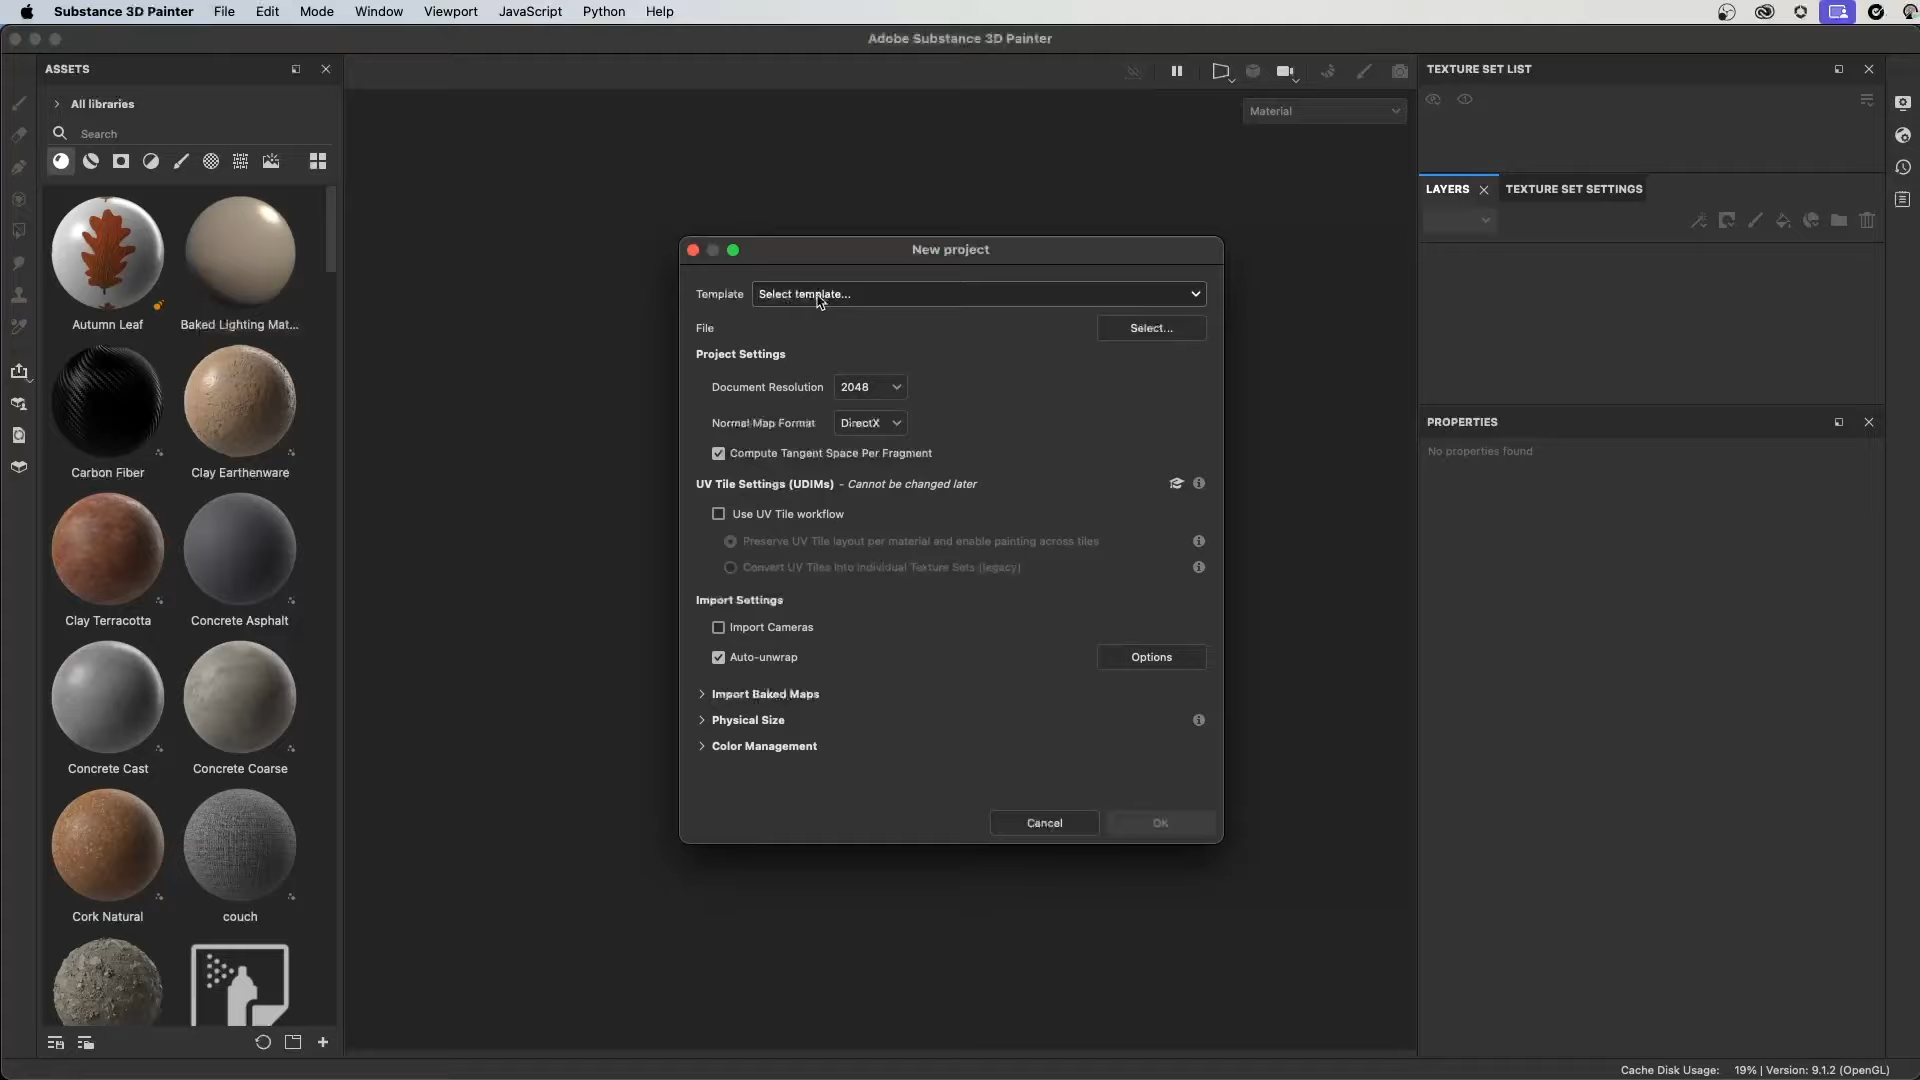 Substance 3D Painter File Edit Mode Window Viewport JavaScript Python Help
Adobe Substance 3D Painter
ASSETS
All libraries
Search
Autumn Leaf
Baked Lighting Mat...
Carbon Fiber
Clay Earthenware
Clay Terracotta
Concrete Asphalt
Concrete Cast
Concrete Coarse
Cork Natural
couch
Material
New project
Template Select template...
File Select...
Project Settings
Document Resolution 2048
Normal Map Format DirectX
Compute Tangent Space Per Fragment
UV Tile Settings (UDIMs) - Cannot be changed later
Use UV Tile workflow
Preserve UV Tile layout per material and enable painting across tiles
Convert UV Tiles into individual Texture Sets (legacy)
Import Settings
Import Cameras
Auto-unwrap Options
Import Baked Maps
Physical Size
Color Management
Cancel OK
TEXTURE SET LIST
LAYERS TEXTURE SET SETTINGS
PROPERTIES
No properties found
Cache Disk Usage: 19% | Version: 9.1.2 (OpenGL)